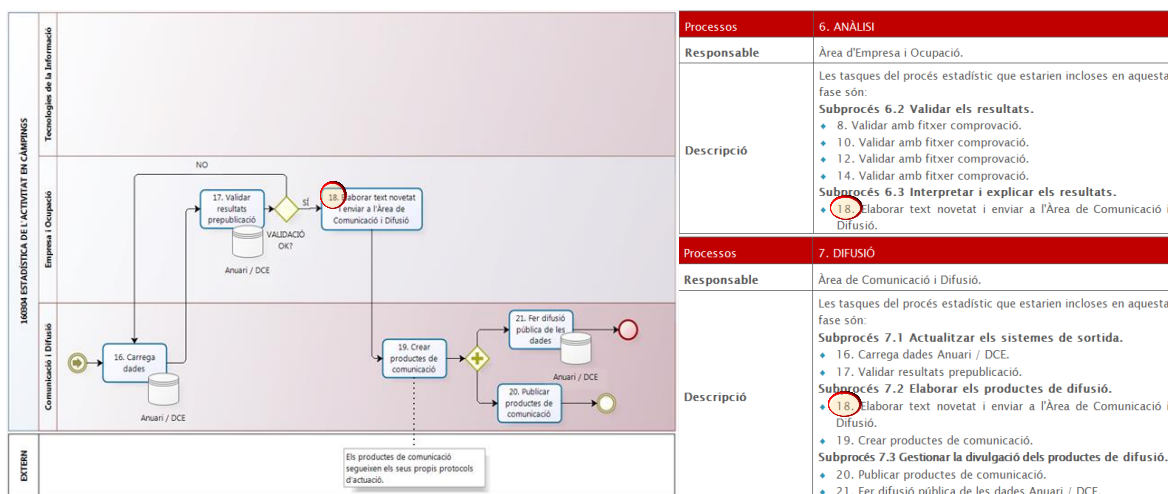 160304 ESTADÍSTICA DE L'ACTIVITAT EN CÀMPINGS
Tecnologies de la Informació
Empresa i Ocupació
NO
17. Validar
resultats
prepublicació
Anuari / DCE
SÍ
VALIDACIÓ
OK?
18. Elaborar text novetat
i enviar a l'Àrea de
Comunicació i Difusió
Comunicació i Difusió
16. Carrega
dades
Anuari / DCE
19. Crear
productes de
comunicació
21. Fer difusió
pública de les
dades
Anuari / DCE
20. Publicar
productes de
comunicació
EXTERN
Els productes de comunicació
segueixen els seus propis protocols
d'actuació.
Processos 6. ANÀLISI
Responsable Àrea d'Empresa i Ocupació.
Descripció
Les tasques del procés estadístic que estarien incloses en aquesta
fase són:
Subprocés 6.2 Validar els resultats.
8. Validar amb fitxer comprovació.
10. Validar amb fitxer comprovació.
12. Validar amb fitxer comprovació.
14. Validar amb fitxer comprovació.
Subprocés 6.3 Interpretar i explicar els resultats.
18. Elaborar text novetat i enviar a l'Àrea de Comunicació i
Difusió.
Processos 7. DIFUSIÓ
Responsable Àrea de Comunicació i Difusió.
Descripció
Les tasques del procés estadístic que estarien incloses en aquesta
fase són:
Subprocés 7.1 Actualitzar els sistemes de sortida.
16. Carrega dades Anuari / DCE.
17. Validar resultats prepublicació.
Subprocés 7.2 Elaborar els productes de difusió.
18. Elaborar text novetat i enviar a l'Àrea de Comunicació i
Difusió.
19. Crear productes de comunicació.
Subprocés 7.3 Gestionar la divulgació dels productes de difusió.
20. Publicar productes de comunicació.
21. Fer difusió pública de les dades Anuari / DCE